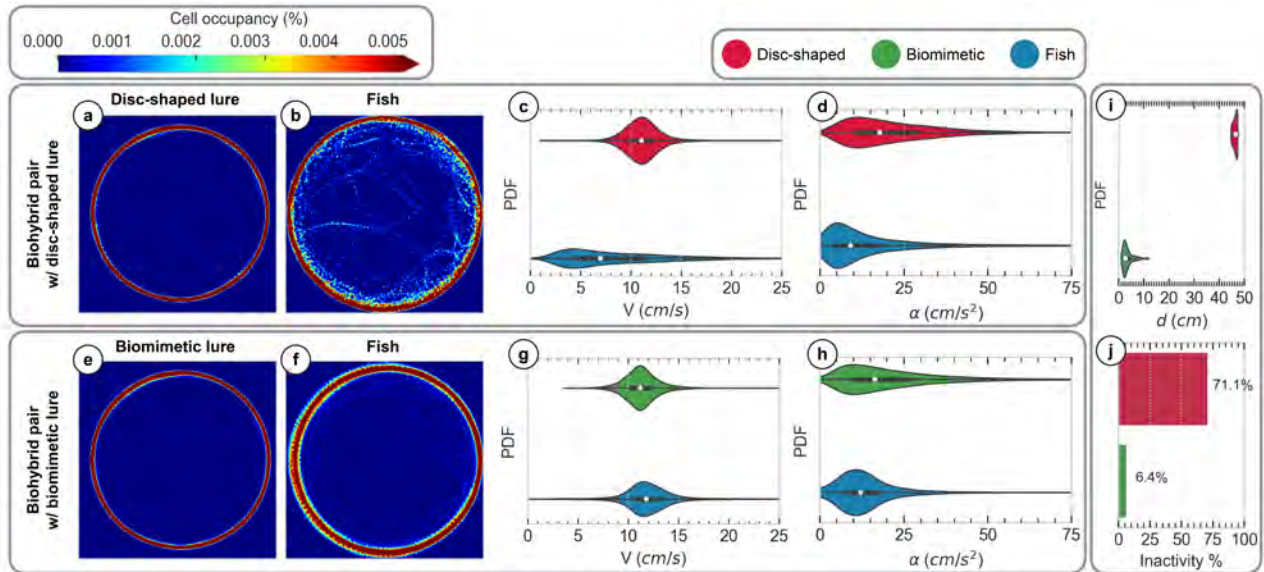 Cell occupancy (%)
0.000 0.001 0.002 0.003 0.004 0.005
Disc-shaped Biomimetic Fish
Biohybrid pair
w/ disc-shaped lure
a Disc-shaped lure
b Fish
c
PDF
0 5 10 15 20 25
V (cm/s)
d
PDF
0 25 50 75
α (cm/s²)
i
PDF
0 10 20 30 40 50
d (cm)
Biohybrid pair
w/ biomimetic lure
e Biomimetic lure
f Fish
g
PDF
0 5 10 15 20 25
V (cm/s)
h
PDF
0 25 50 75
α (cm/s²)
j
71.1%
6.4%
0 25 50 75 100
Inactivity %